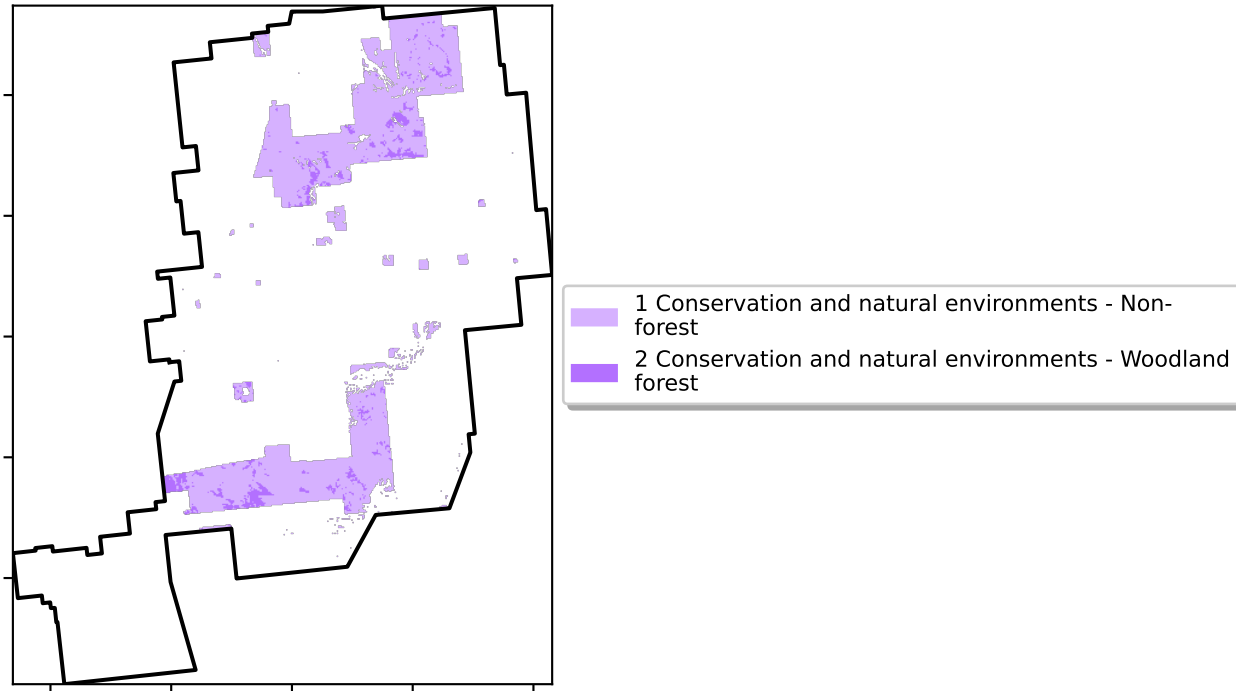 1 Conservation and natural environments - Non-
forest
2 Conservation and natural environments - Woodland
forest